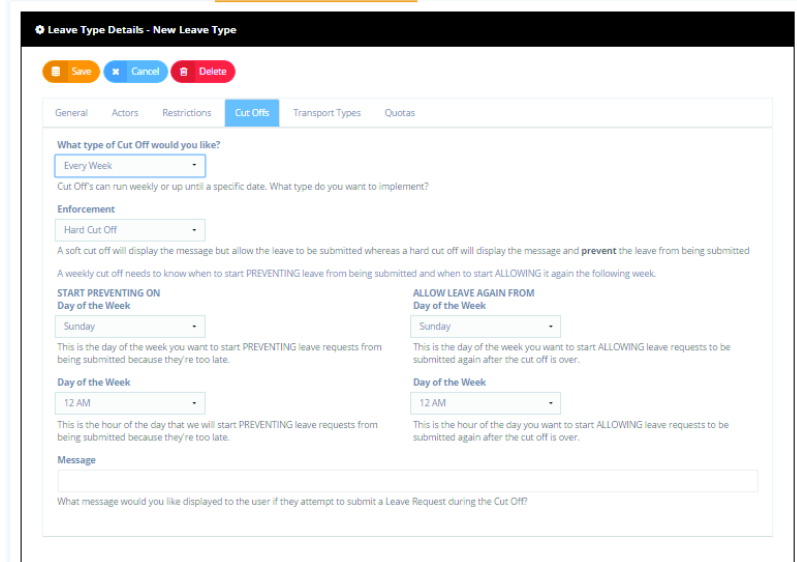 Leave Type Details - New Leave Type
Save Cancel Delete
General Actors Restrictions Cut Offs Transport Types Quotas
What type of Cut Off would you like?
Every Week
Cut Off's can run weekly or up until a specific date. What type do you want to implement?
Enforcement
Hard Cut Off
A soft cut off will display the message but allow the leave to be submitted whereas a hard cut off will display the message and prevent the leave from being submitted
A weekly cut off needs to know when to start PREVENTING leave from being submitted and when to start ALLOWING it again the following week.
START PREVENTING ON
Day of the Week
Sunday
This is the day of the week you want to start PREVENTING leave requests from
being submitted because they're too late.
Day of the Week
12 AM
This is the hour of the day that we will start PREVENTING leave requests from
being submitted because they're too late.
ALLOW LEAVE AGAIN FROM
Day of the Week
Sunday
This is the day of the week you want to start ALLOWING leave requests to be
submitted again after the cut off is over.
Day of the Week
12 AM
This is the hour of the day you want to start ALLOWING leave requests to be
submitted again after the cut off is over.
Message
What message would you like displayed to the user if they attempt to submit a Leave Request during the Cut Off?